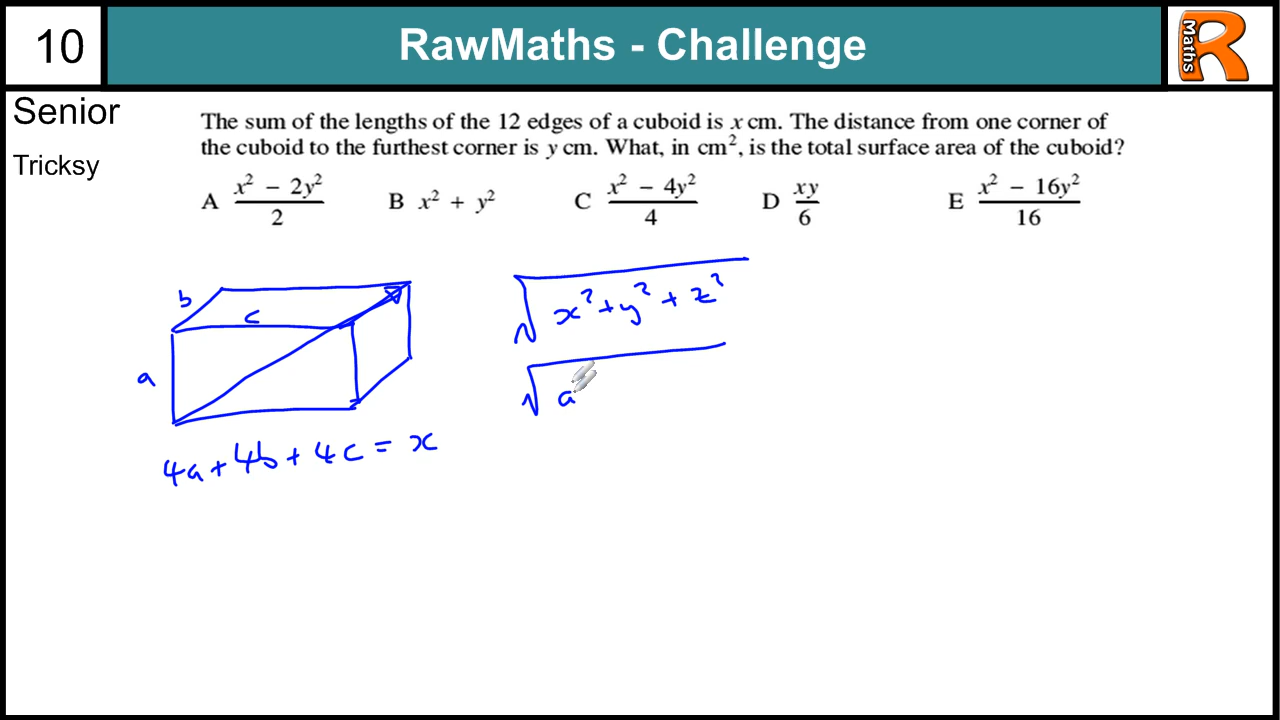 10
RawMaths - Challenge
Maths
R
Senior
Tricksy
The sum of the lengths of the 12 edges of a cuboid is x cm. The distance from one corner of
the cuboid to the furthest corner is y cm. What, in cm², is the total surface area of the cuboid?
A (x² − 2y²)/2 B x² + y² C (x² − 4y²)/4 D xy/6 E (x² − 16y²)/16
b
c
a
4a + 4b + 4c = x
√(x² + y² + z²)
√a